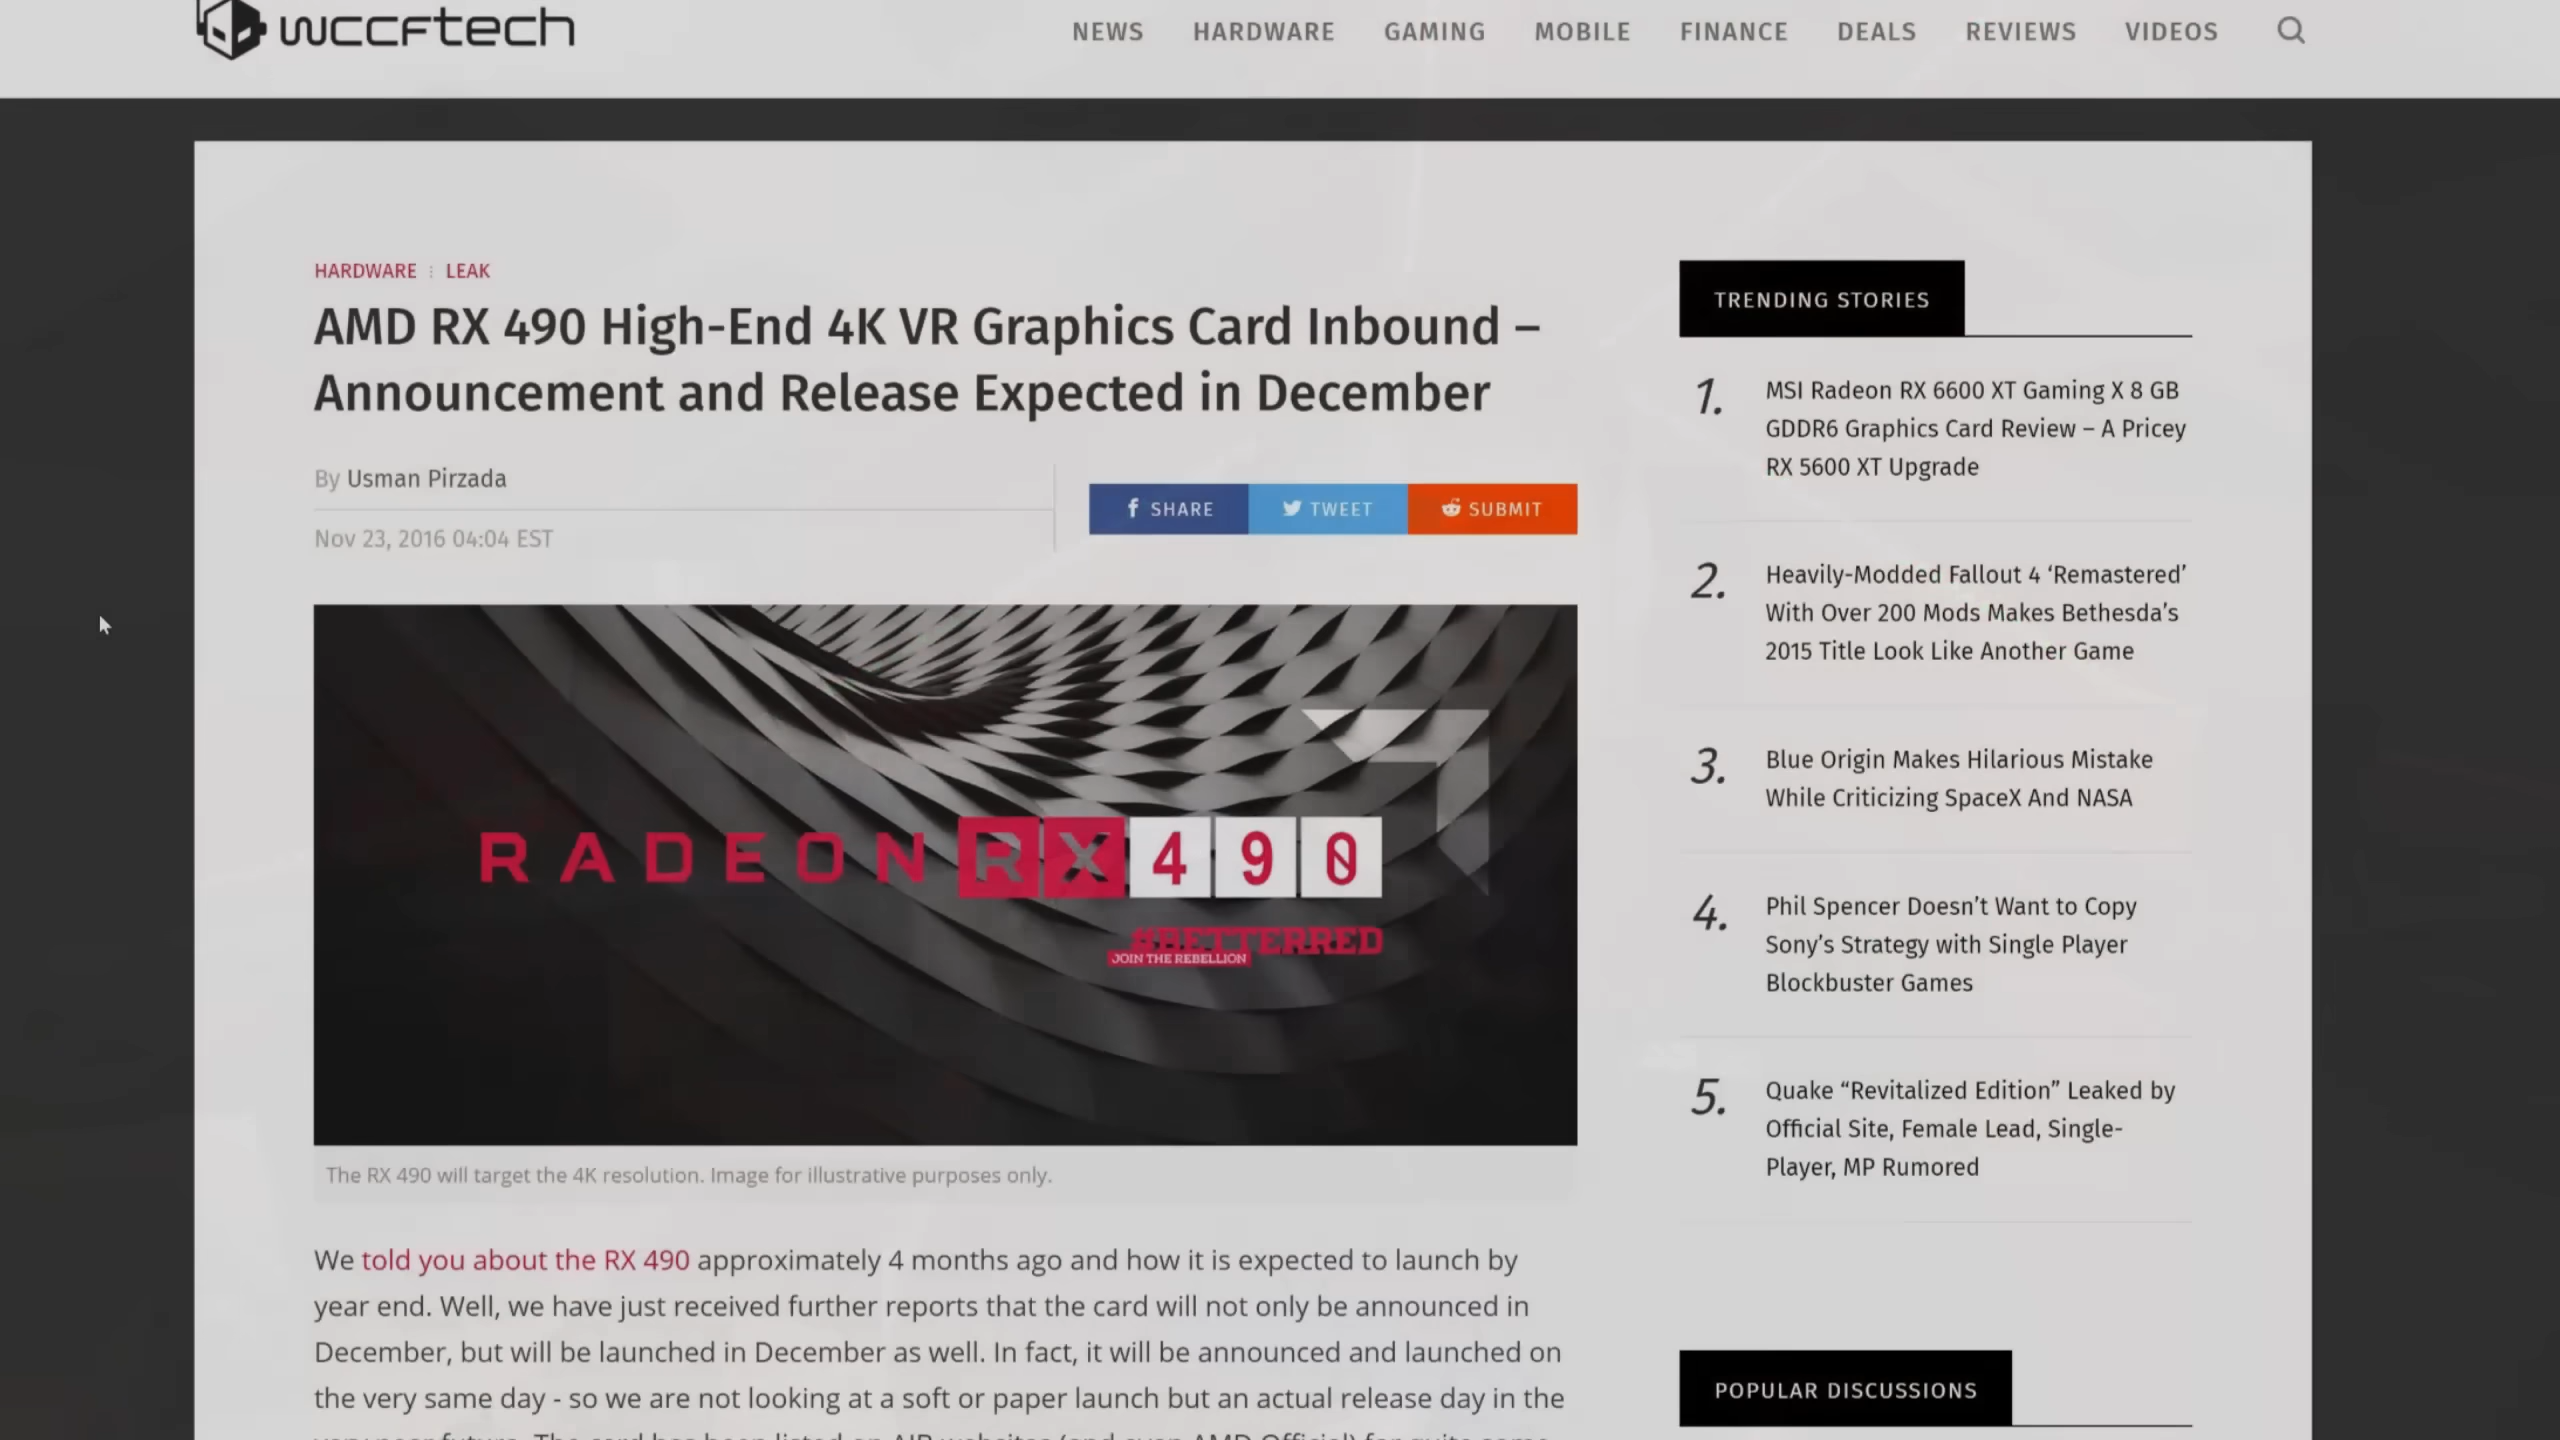 wccftech
NEWS HARDWARE GAMING MOBILE FINANCE DEALS REVIEWS VIDEOS
HARDWARE LEAK
AMD RX 490 High-End 4K VR Graphics Card Inbound –
Announcement and Release Expected in December
By Usman Pirzada
Nov 23, 2016 04:04 EST
SHARE TWEET SUBMIT
RADEON RX 490
#BETTERRED
JOIN THE REBELLION
The RX 490 will target the 4K resolution. Image for illustrative purposes only.
We told you about the RX 490 approximately 4 months ago and how it is expected to launch by
year end. Well, we have just received further reports that the card will not only be announced in
December, but will be launched in December as well. In fact, it will be announced and launched on
the very same day - so we are not looking at a soft or paper launch but an actual release day in the
TRENDING STORIES
1. MSI Radeon RX 6600 XT Gaming X 8 GB
GDDR6 Graphics Card Review – A Pricey
RX 5600 XT Upgrade
2. Heavily-Modded Fallout 4 ‘Remastered’
With Over 200 Mods Makes Bethesda’s
2015 Title Look Like Another Game
3. Blue Origin Makes Hilarious Mistake
While Criticizing SpaceX And NASA
4. Phil Spencer Doesn’t Want to Copy
Sony’s Strategy with Single Player
Blockbuster Games
5. Quake “Revitalized Edition” Leaked by
Official Site, Female Lead, Single-
Player, MP Rumored
POPULAR DISCUSSIONS